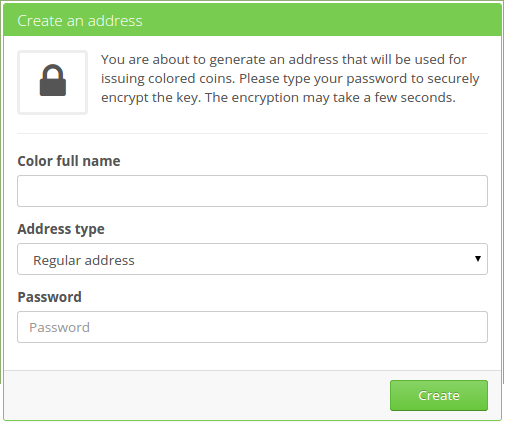 Create an address
You are about to generate an address that will be used for
issuing colored coins. Please type your password to securely
encrypt the key. The encryption may take a few seconds.
Color full name
Address type
Regular address
Password
Password
Create